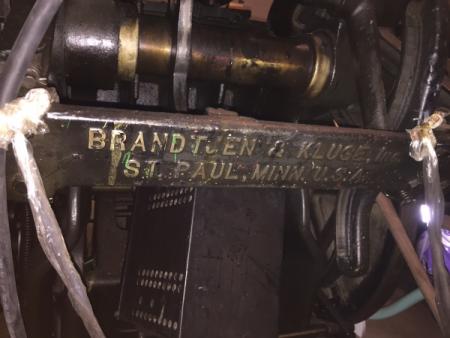 BRANDTJEN & KLUGE, INC.
ST. PAUL, MINN. U.S.A.